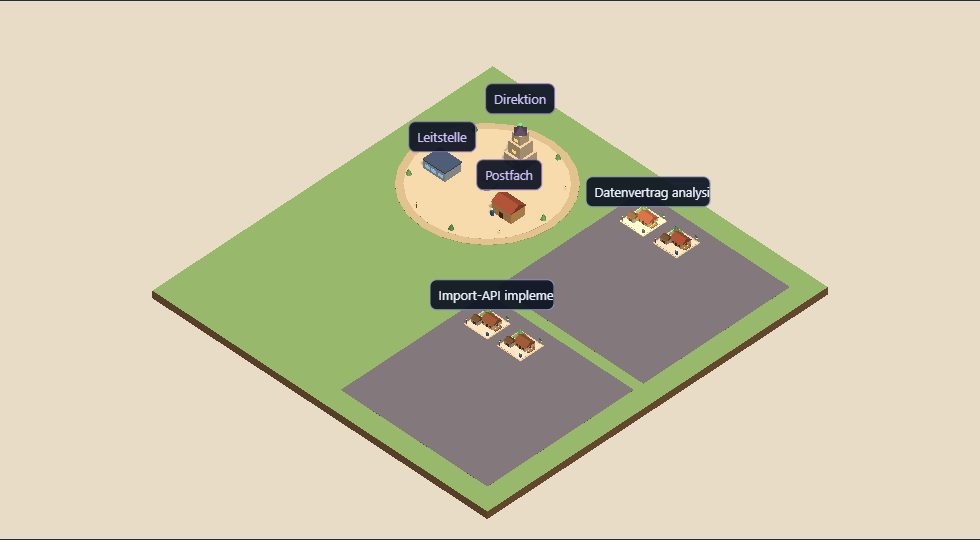 Direktion
Leitstelle
Postfach
Datenvertrag analysi
Import-API impleme